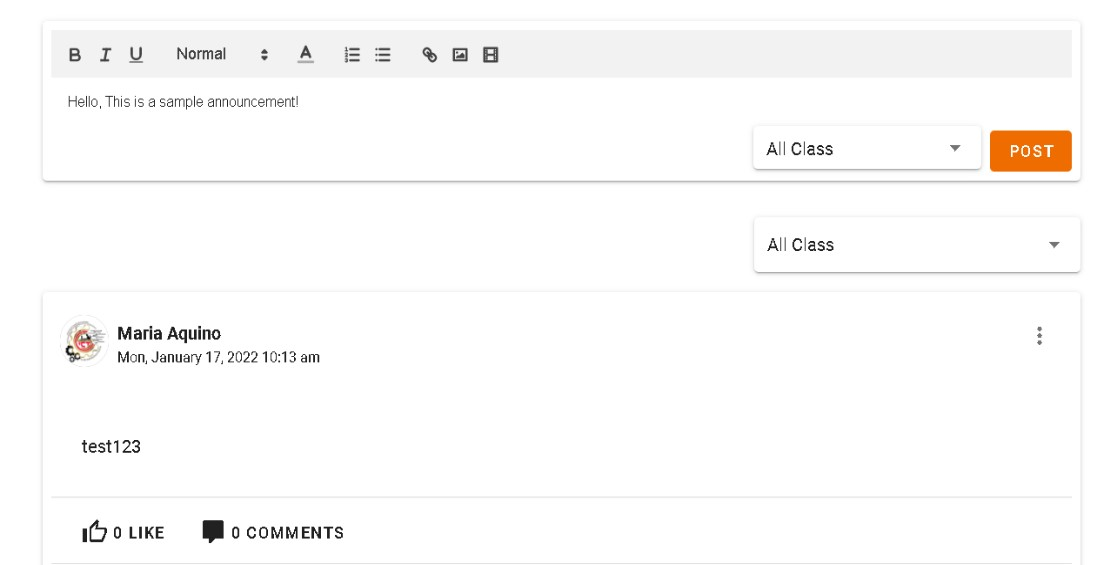 B I U Normal A
Hello, This is a sample announcement!
All Class
POST
All Class
Maria Aquino
Mon, January 17, 2022 10:13 am
test123
0 LIKE 0 COMMENTS